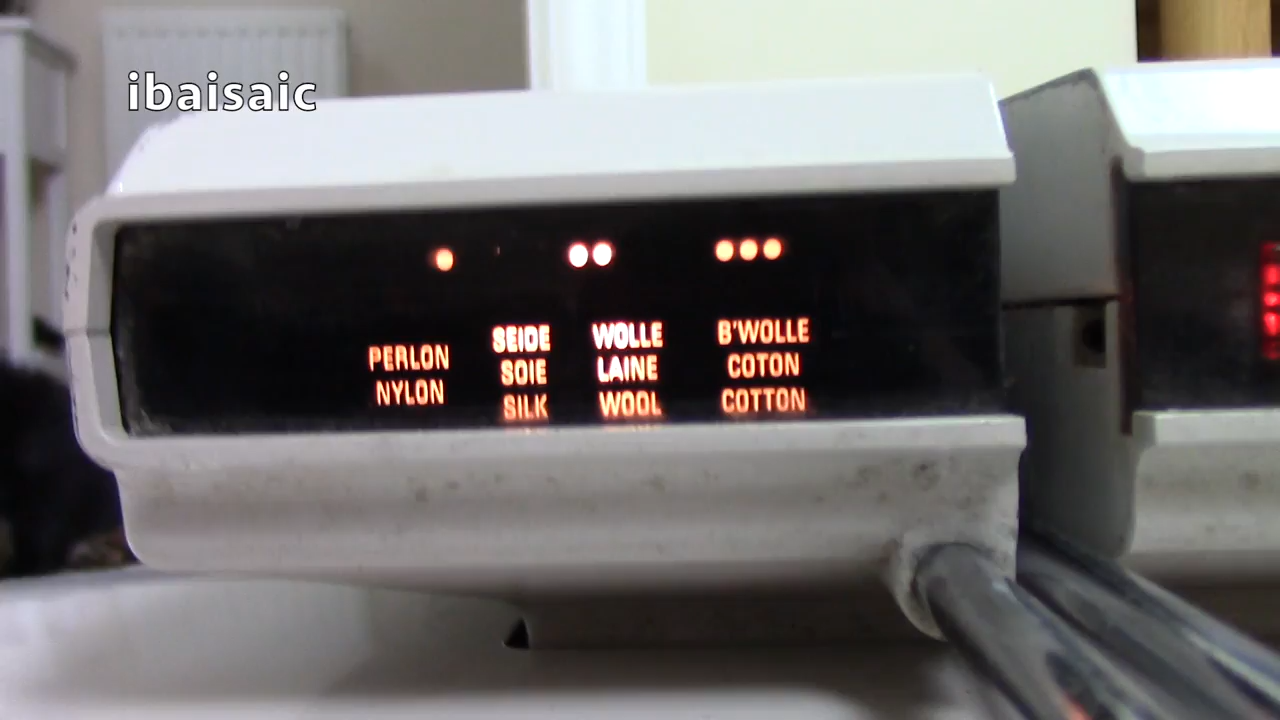 ibaisaic
PERLON
NYLON
SEIDE
SOIE
SILK
WOLLE
LAINE
WOOL
B'WOLLE
COTON
COTTON